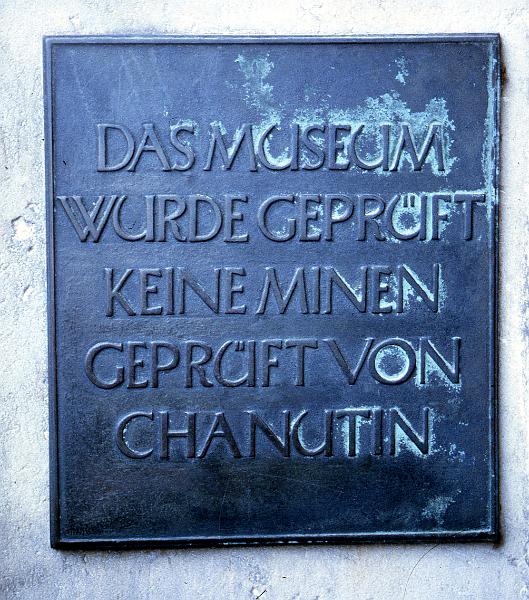 DAS MUSEUM
WURDE GEPRÜFT
KEINE MINEN
GEPRÜFT VON
CHANUTIN